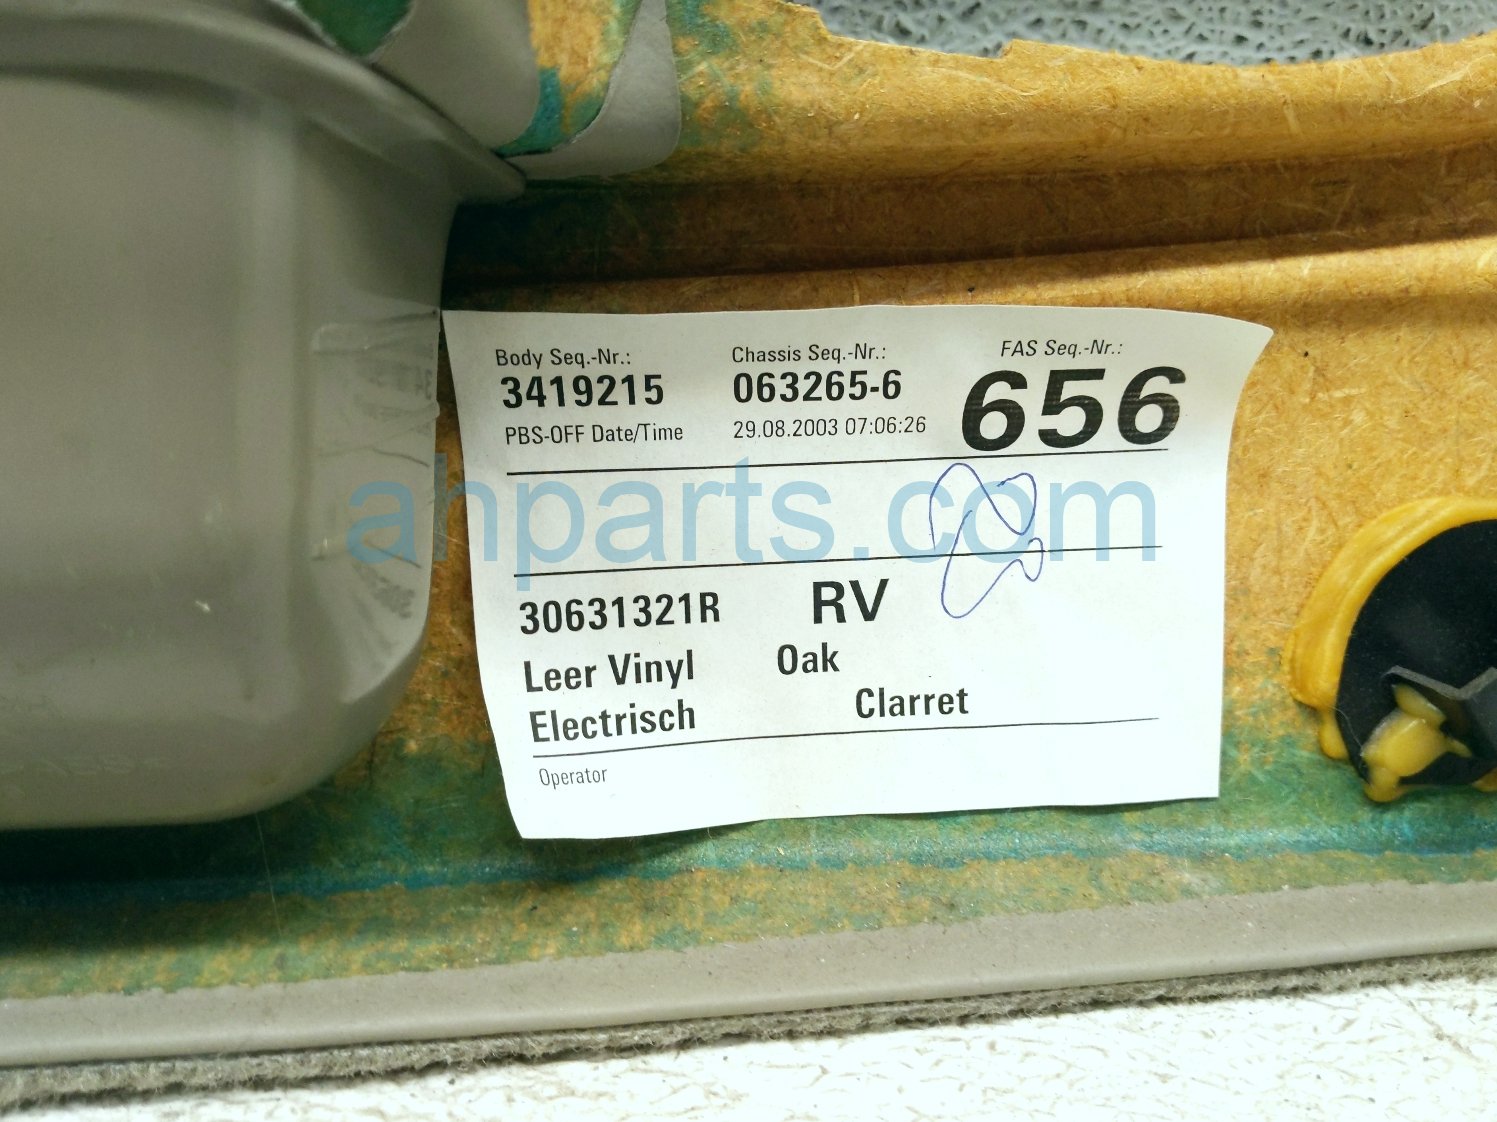 Body Seq.-Nr.: Chassis Seq.-Nr.: FAS Seq.-Nr.:
3419215 063265-6 656
PBS-OFF Date/Time 29.08.2003 07:06:26
ahparts.com
30631321R RV
Leer Vinyl Oak
Electrisch Clarret
Operator